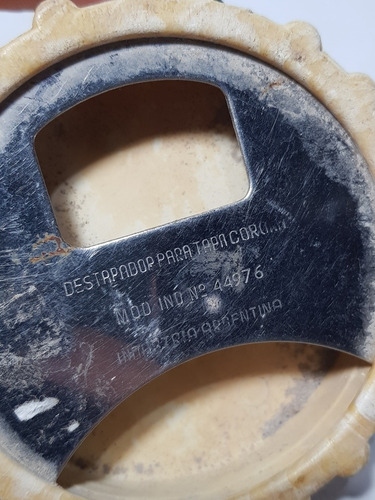 DESTAPADOR PARA TAPA
MOD IND Nº 44976
INDUSTRIA ARGENTINA